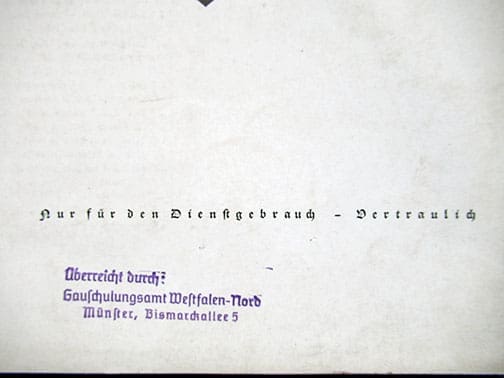 Nur für den Dienstgebrauch - Vertraulich
Überreicht durch:
Gauschulungsamt Westfalen-Nord
Münster, Bismarckallee 5